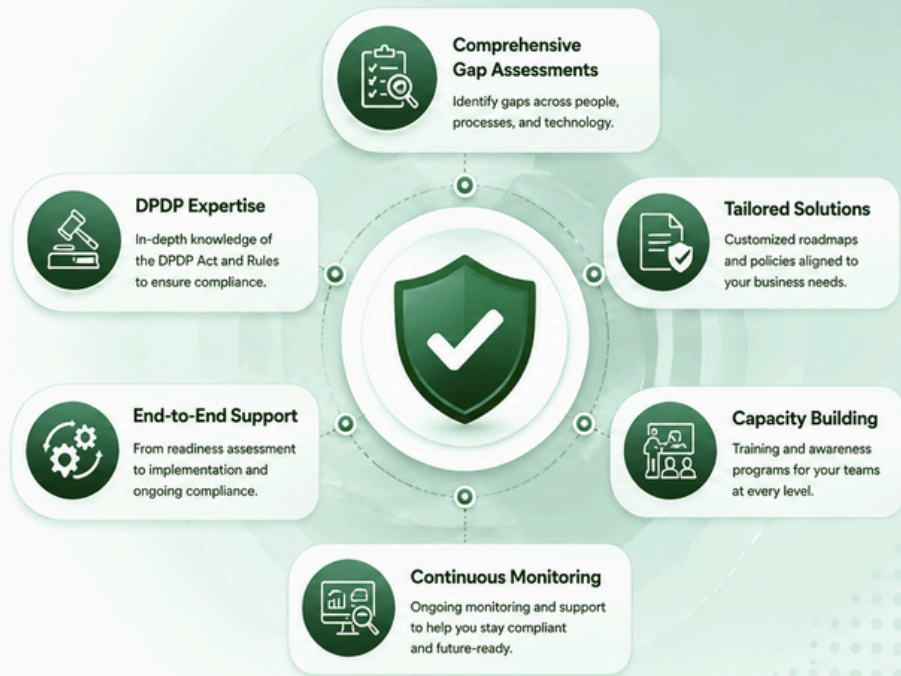 Comprehensive
Gap Assessments
Identify gaps across people,
processes, and technology.
DPDP Expertise
In-depth knowledge of
the DPDP Act and Rules
to ensure compliance.
Tailored Solutions
Customized roadmaps
and policies aligned to
your business needs.
End-to-End Support
From readiness assessment
to implementation and
ongoing compliance.
Capacity Building
Training and awareness
programs for your teams
at every level.
Continuous Monitoring
Ongoing monitoring and support
to help you stay compliant
and future-ready.